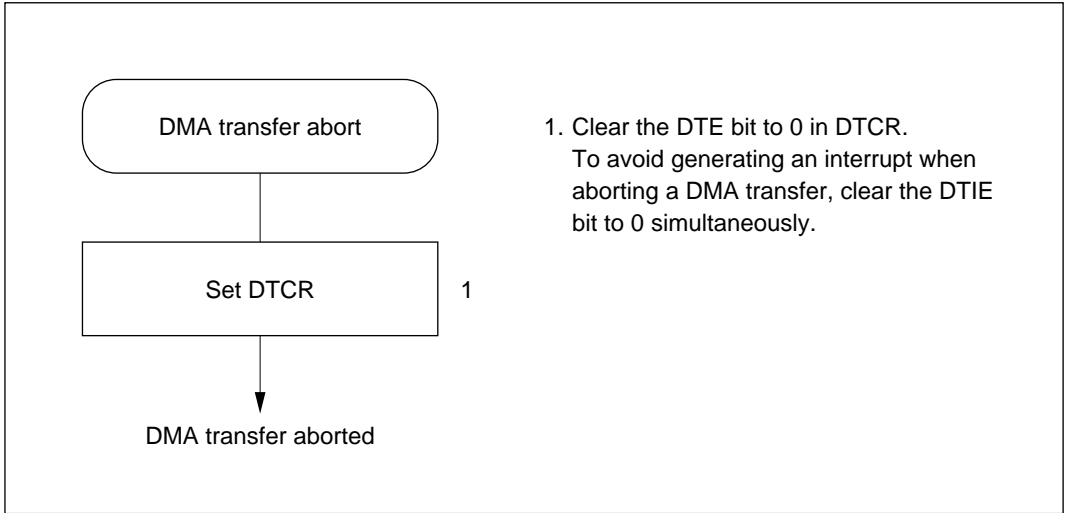 DMA transfer abort
Set DTCR
1
DMA transfer aborted
1. Clear the DTE bit to 0 in DTCR.
To avoid generating an interrupt when
aborting a DMA transfer, clear the DTIE
bit to 0 simultaneously.